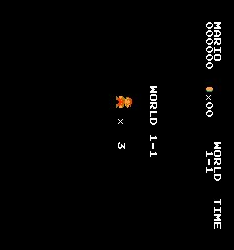 MARIO WORLD TIME
000000 ×00 1-1
WORLD 1-1
× 3